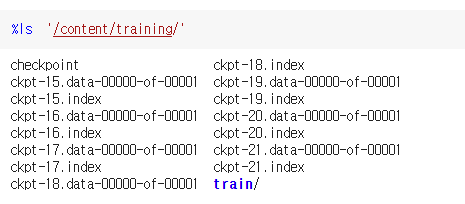 %ls '/content/training/'
checkpoint ckpt-18.index
ckpt-15.data-00000-of-00001 ckpt-19.data-00000-of-00001
ckpt-15.index ckpt-19.index
ckpt-16.data-00000-of-00001 ckpt-20.data-00000-of-00001
ckpt-16.index ckpt-20.index
ckpt-17.data-00000-of-00001 ckpt-21.data-00000-of-00001
ckpt-17.index ckpt-21.index
ckpt-18.data-00000-of-00001 train/